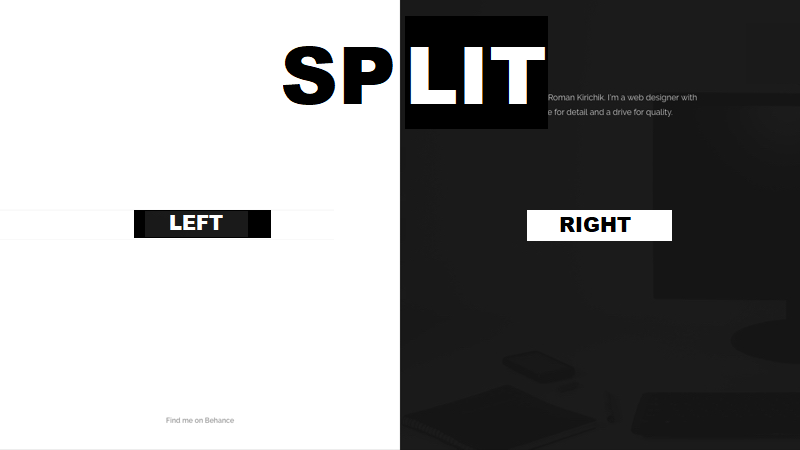 SPLIT
Roman Kirichik. I'm a web designer with
for detail and a drive for quality.
LEFT
RIGHT
Find me on Behance